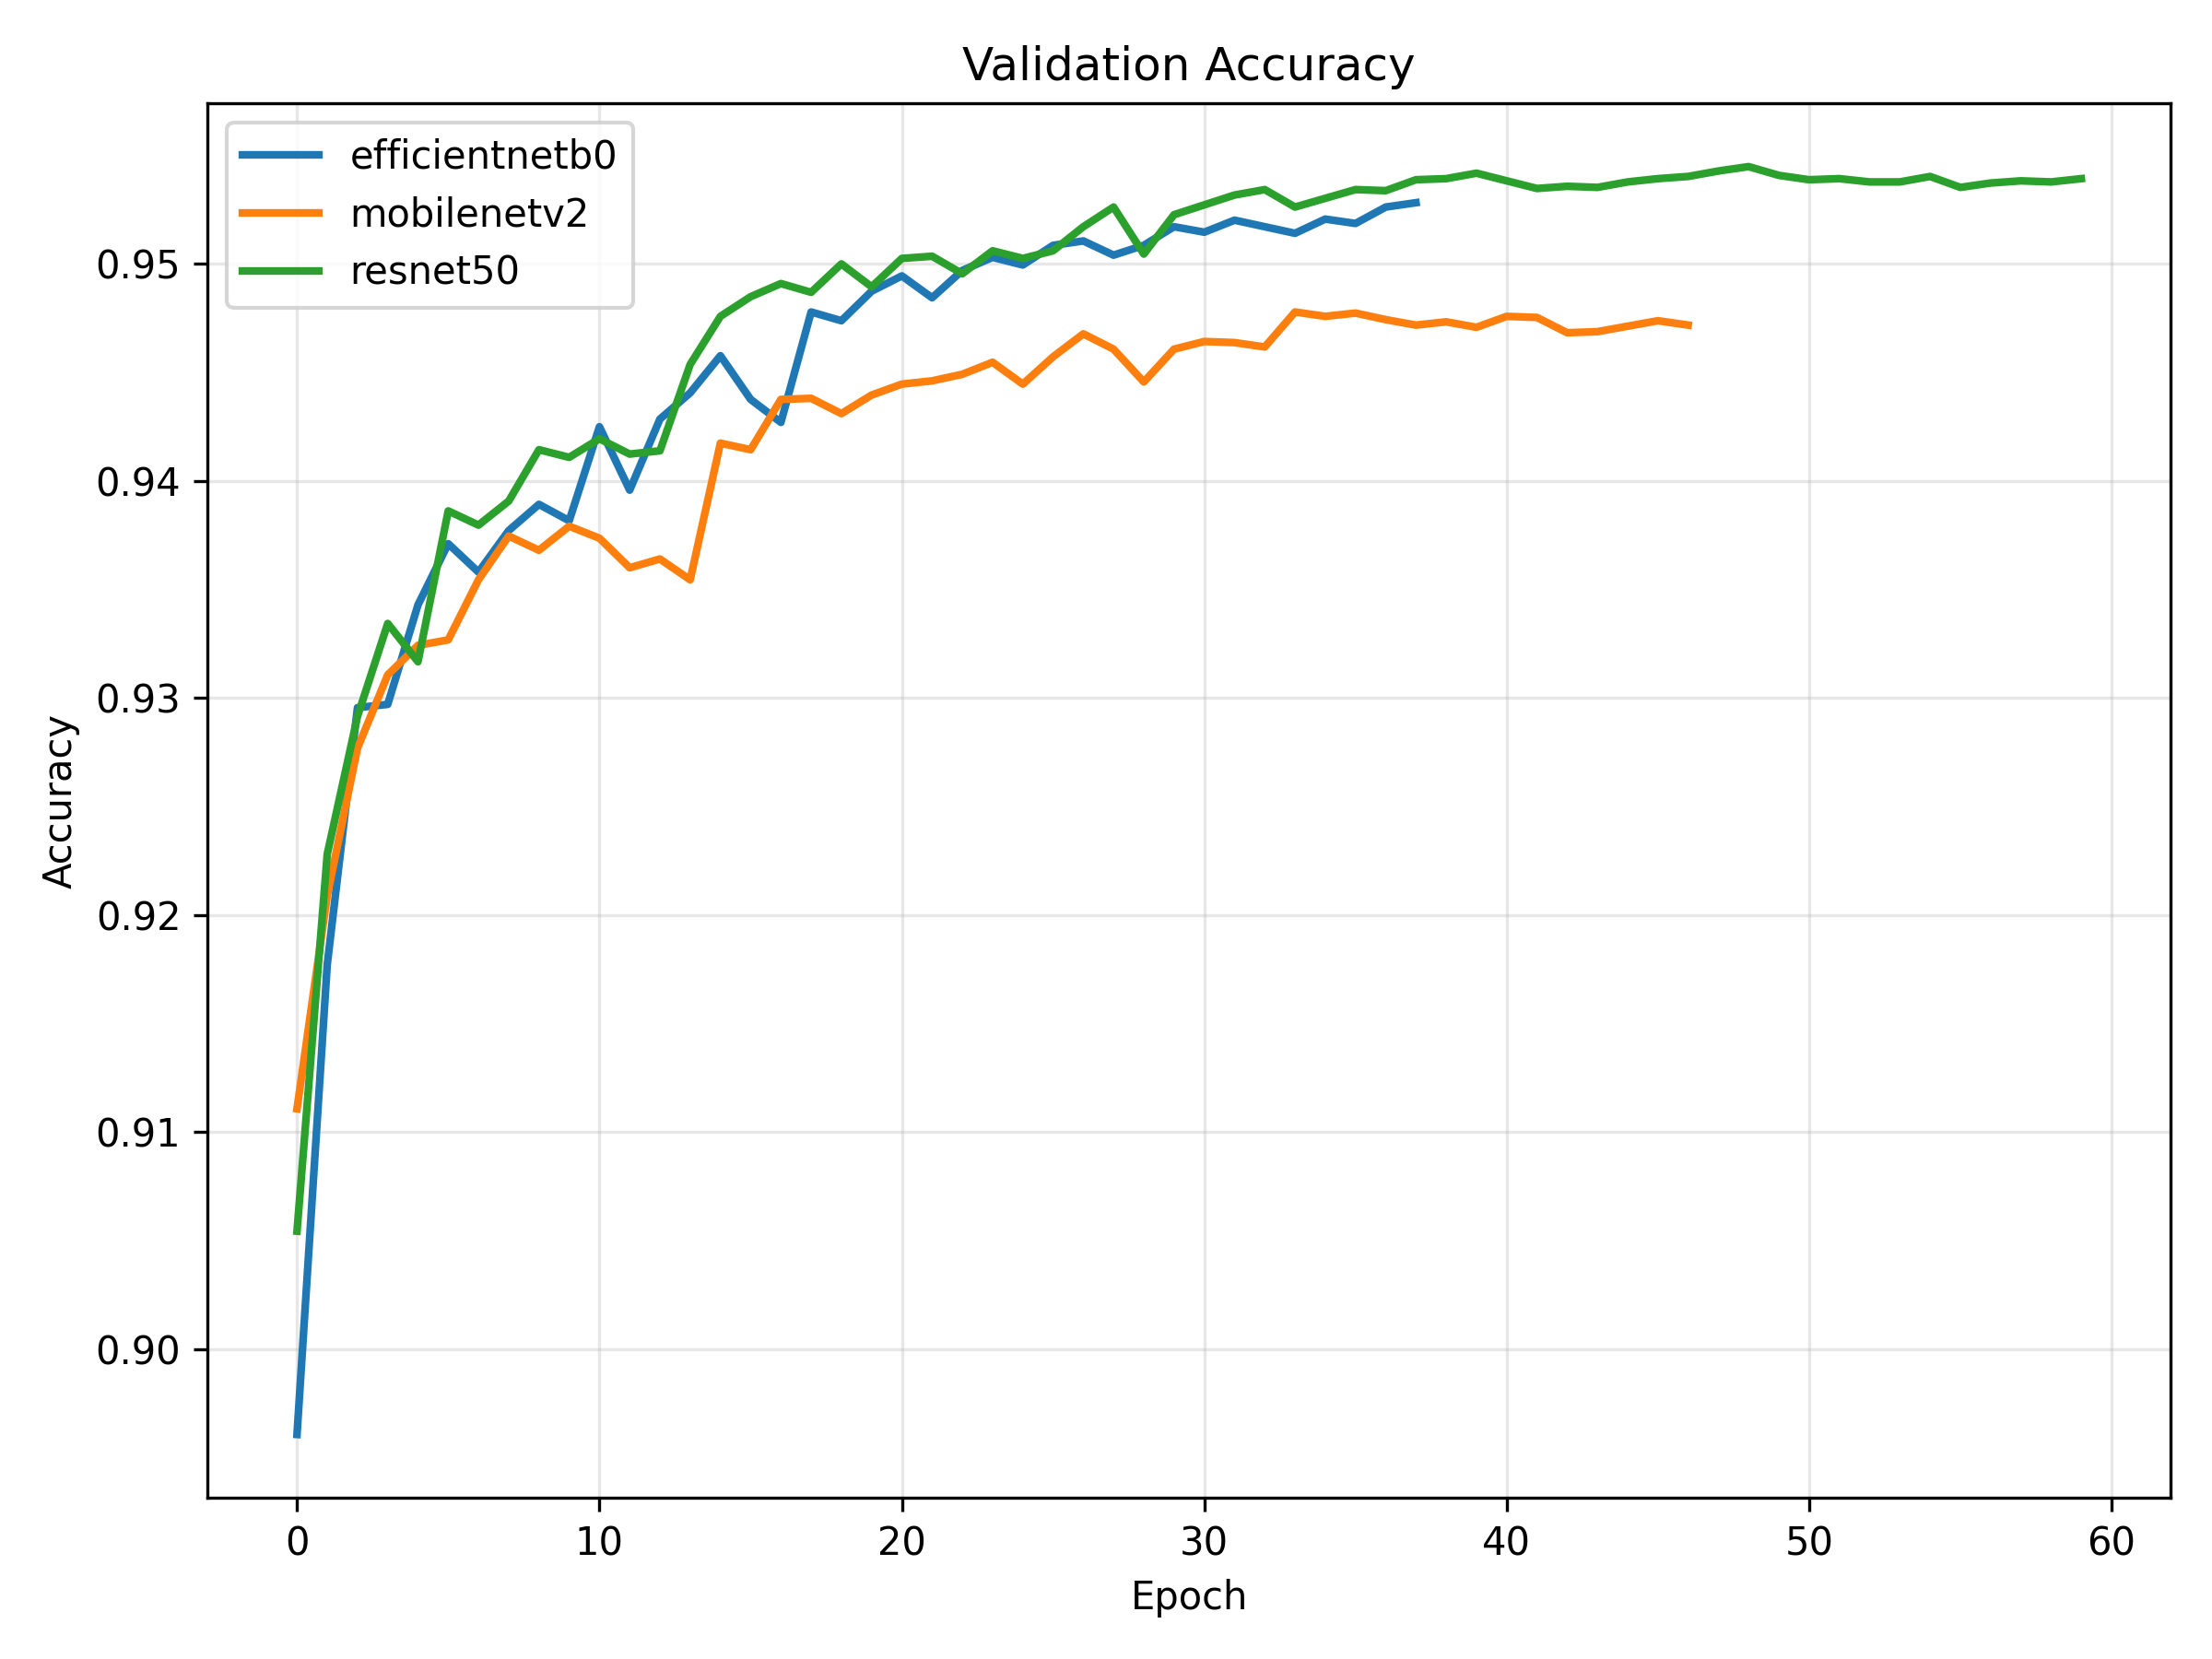 Validation Accuracy
efficientnetb0
mobilenetv2
resnet50
0.95
0.94
0.93
0.92
0.91
0.90
Accuracy
0 10 20 30 40 50 60
Epoch